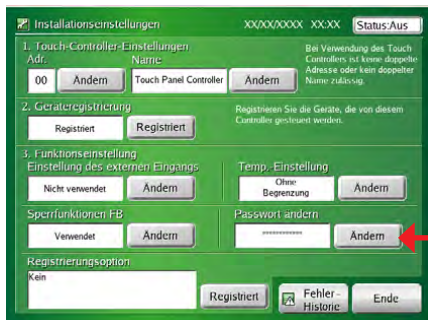 Installationseinstellungen XX/XX/XXXX XX:XX Status:Aus
1. Touch-Controller-Einstellungen
Adr. Name
00 Ändern Touch Panel Controller Ändern
Bei Verwendung des Touch
Controllers ist keine doppelte
Adresse oder kein doppelter
Name zulässig.
2. Geräteregistrierung
Registriert Registriert
Registrieren Sie die Geräte, die von diesem
Controller gesteuert werden.
3. Funktionseinstellung
Einstellung des externen Eingangs Temp.-Einstellung
Nicht verwendet Ändern
Ohne
Begrenzung Ändern
Sperrfunktionen FB Passwort ändern
Verwendet Ändern ************ Ändern
Registrierungsoption
Kein
Registriert
Fehler-
Historie
Ende